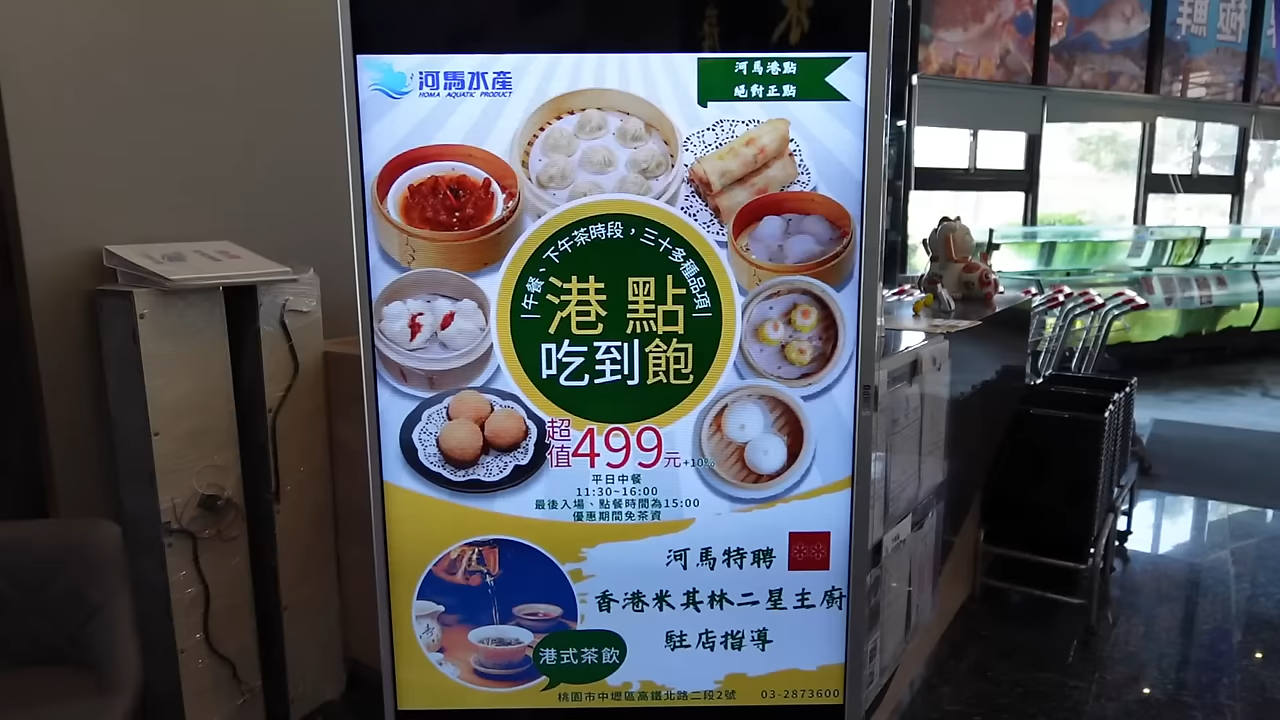 河馬水產
HOMA AQUATIC PRODUCT
河馬港點
絕對正點
|午餐、下午茶時段，三十多種品項|
港點
吃到飽
超值499元+10%
平日中餐
11:30~16:00
最後入場、點餐時間為15:00
優惠期間免茶資
河馬特聘
香港米其林二星主廚
駐店指導
港式茶飲
桃園市中壢區高鐵北路二段2號 03-2873600
極鮮